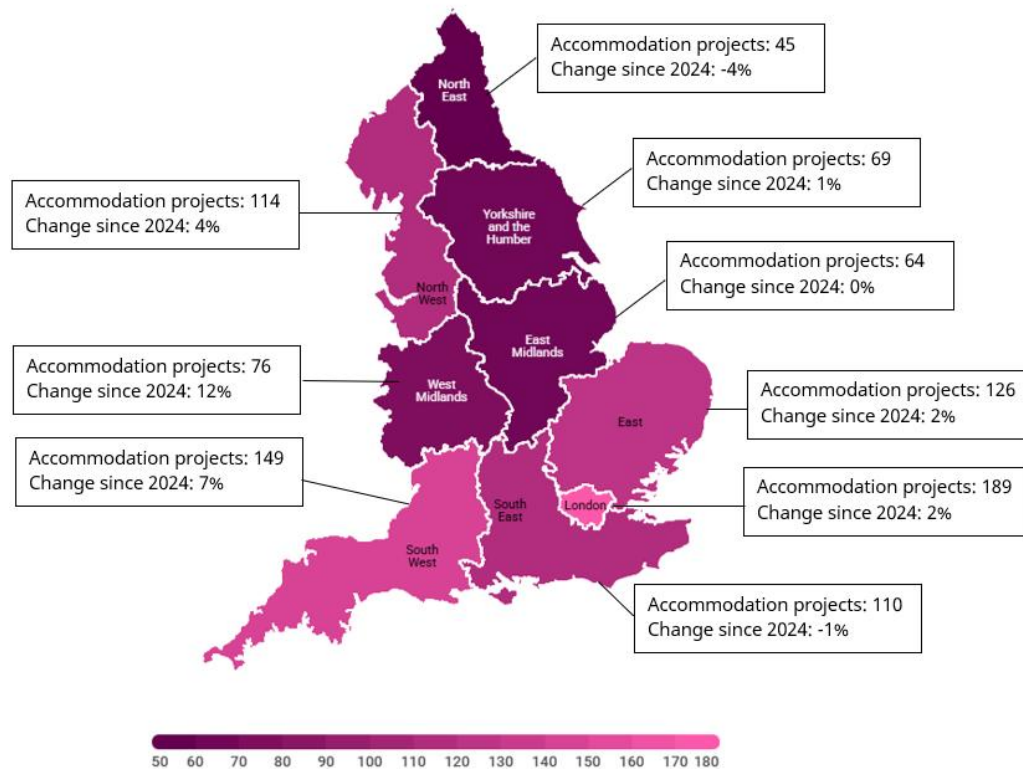 Accommodation projects: 45
Change since 2024: -4%
North
East
Accommodation projects: 69
Change since 2024: 1%
Accommodation projects: 114
Change since 2024: 4%
Yorkshire
and the
Humber
Accommodation projects: 64
Change since 2024: 0%
North
West
East
Midlands
Accommodation projects: 76
Change since 2024: 12%
West
Midlands
Accommodation projects: 126
Change since 2024: 2%
East
Accommodation projects: 149
Change since 2024: 7%
Accommodation projects: 189
Change since 2024: 2%
South
East
London
South
West
Accommodation projects: 110
Change since 2024: -1%
50 60 70 80 90 100 110 120 130 140 150 160 170 180